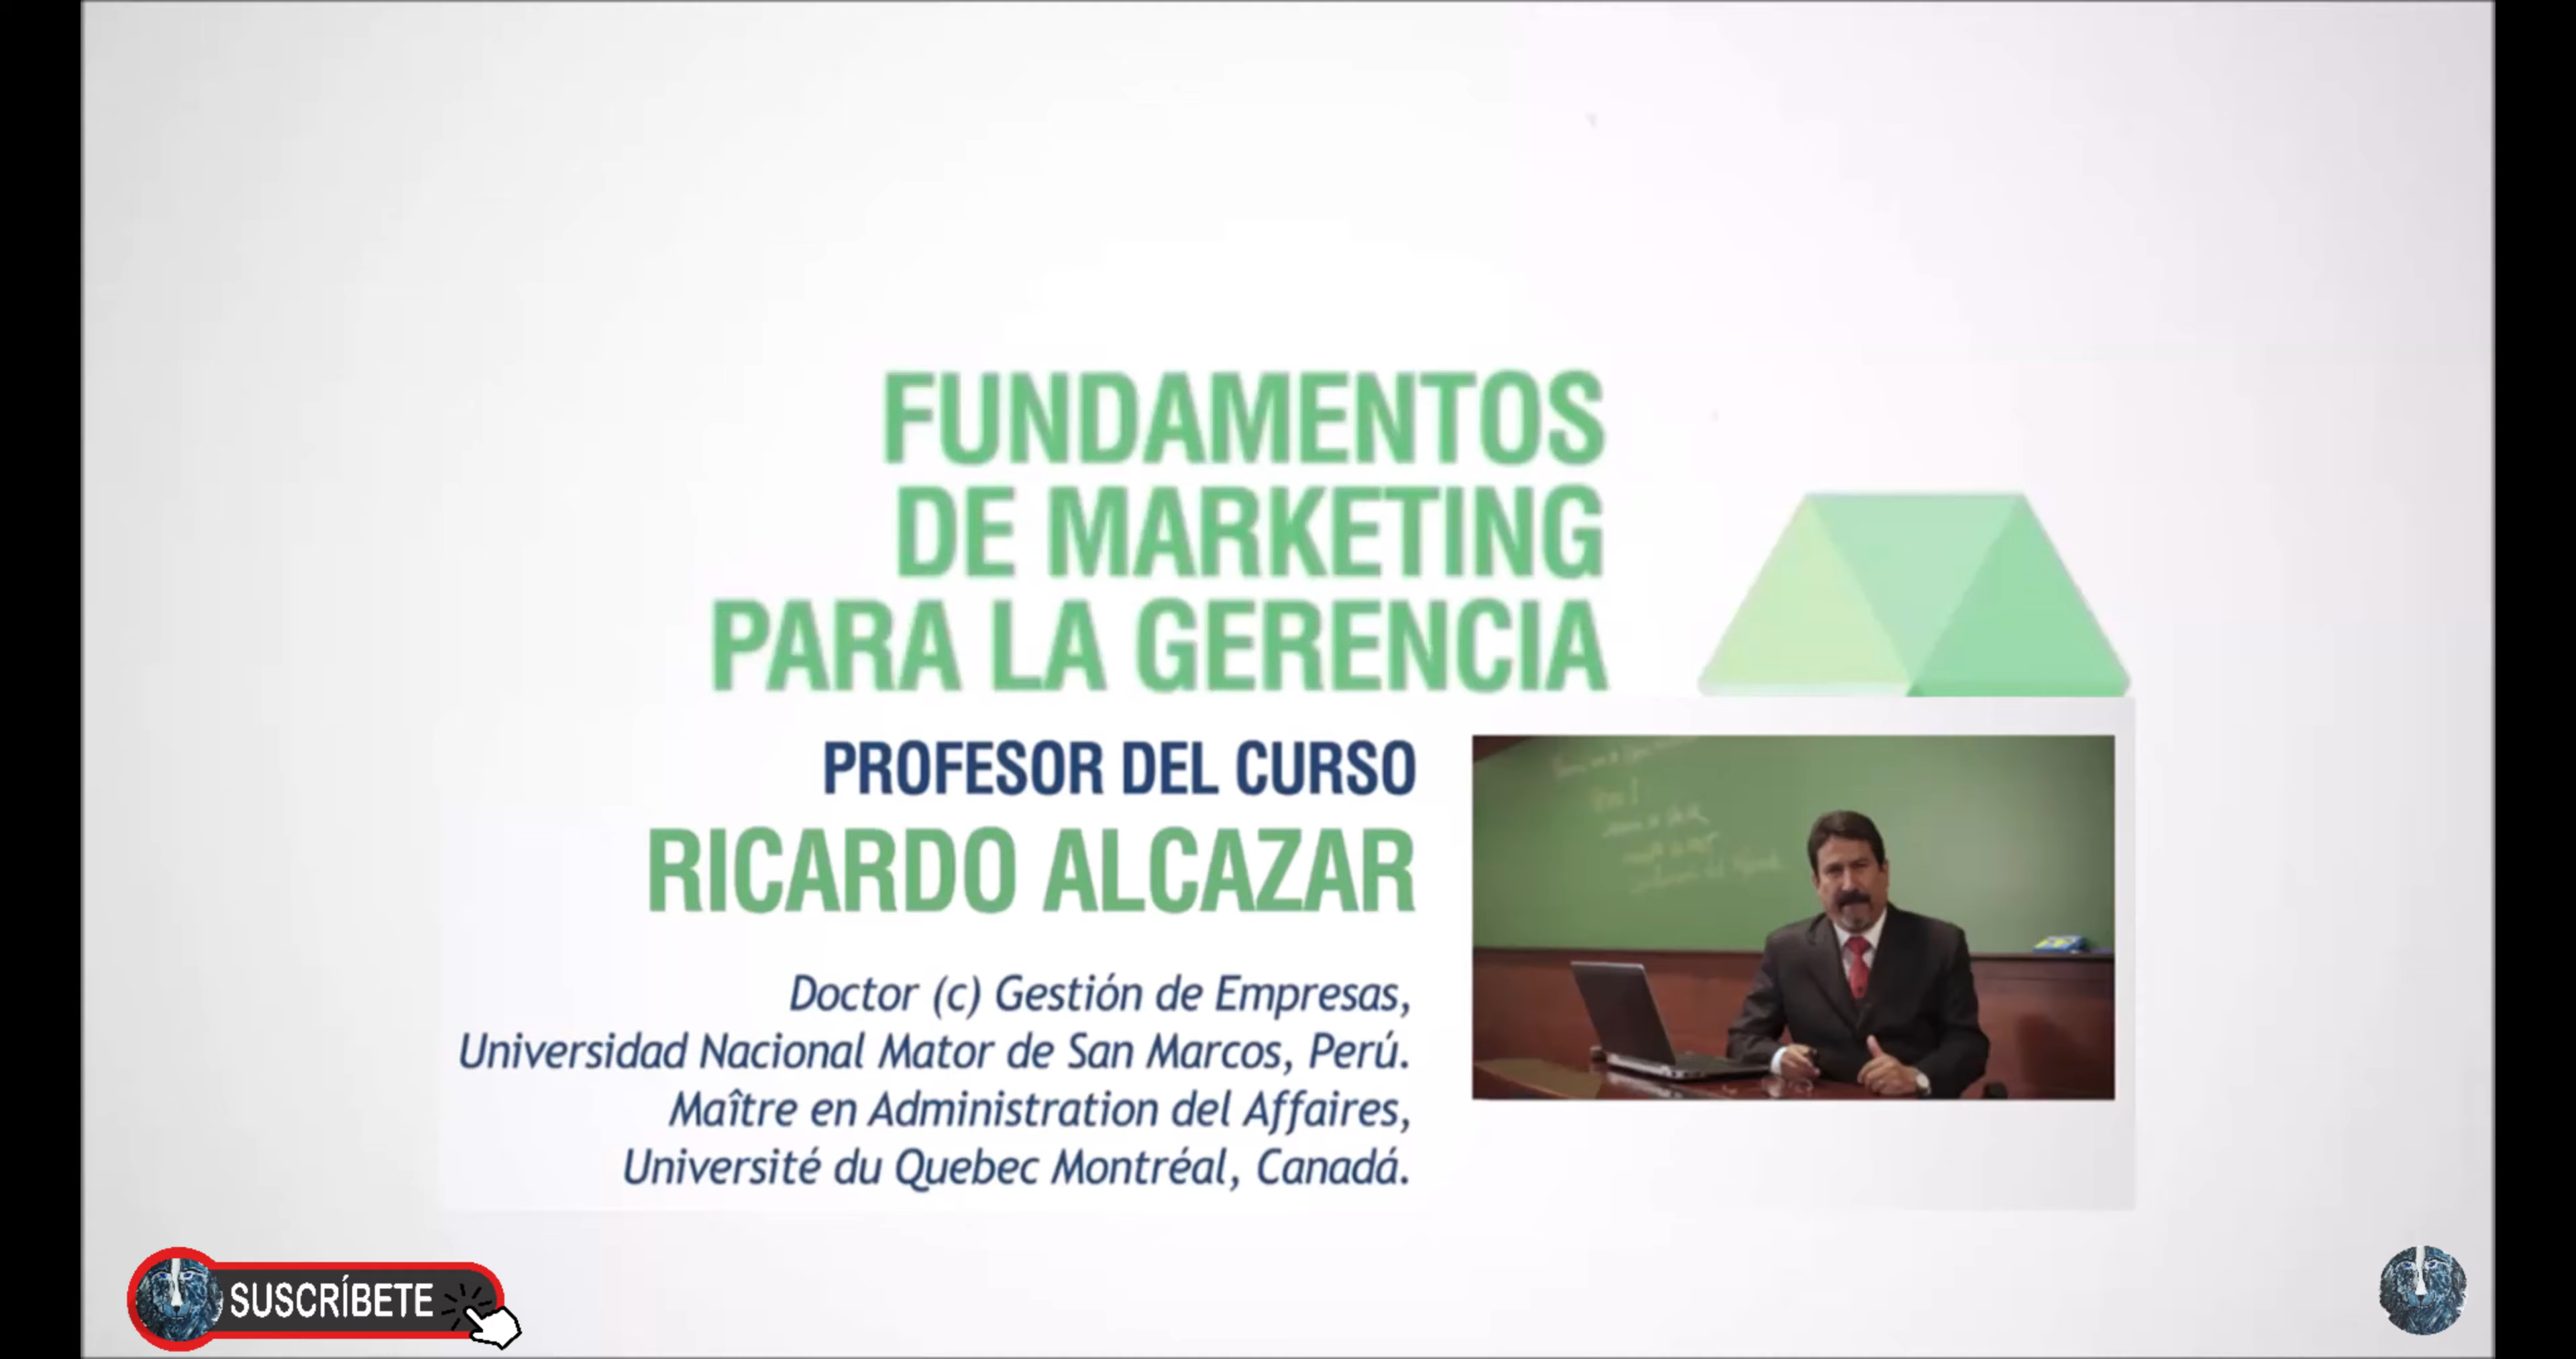 FUNDAMENTOS
DE MARKETING
PARA LA GERENCIA
PROFESOR DEL CURSO
RICARDO ALCAZAR
Doctor (c) Gestión de Empresas,
Universidad Nacional Mator de San Marcos, Perú.
Maître en Administration del Affaires,
Université du Quebec Montréal, Canadá.
SUSCRÍBETE